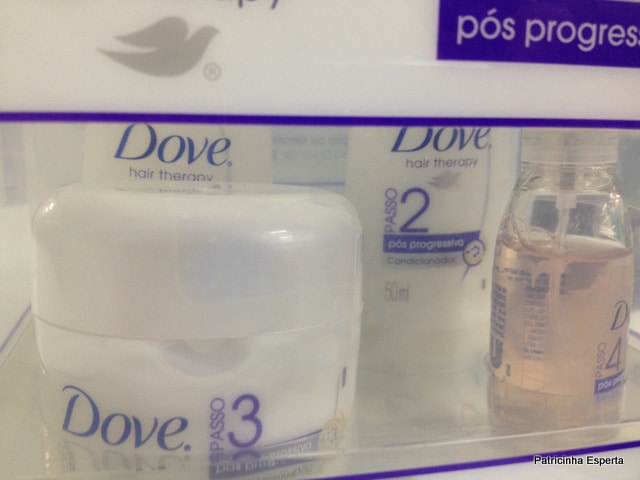 pós progress
®
Dove
hair therapy
Dove
hair therapy
PASSO 2
pós progressiva
Condicionador
50ml
Dove
PASSO 3
PASSO 4
Patricinha Esperta